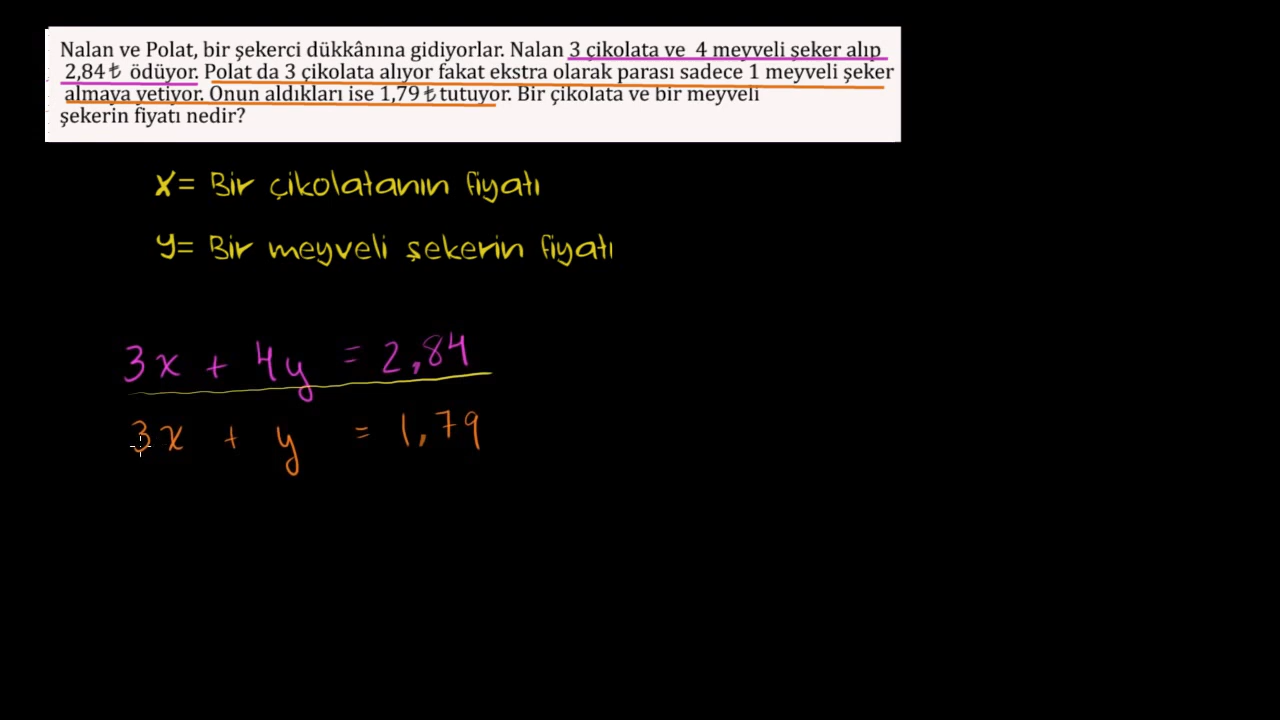 Nalan ve Polat, bir şekerci dükkânına gidiyorlar. Nalan 3 çikolata ve 4 meyveli şeker alıp
2,84₺ ödüyor. Polat da 3 çikolata alıyor fakat ekstra olarak parası sadece 1 meyveli şeker
almaya yetiyor. Onun aldıkları ise 1,79₺ tutuyor. Bir çikolata ve bir meyveli
şekerin fiyatı nedir?
x= Bir çikolatanın fiyatı
y= Bir meyveli şekerin fiyatı
3x + 4y = 2,84
3x + y = 1,79